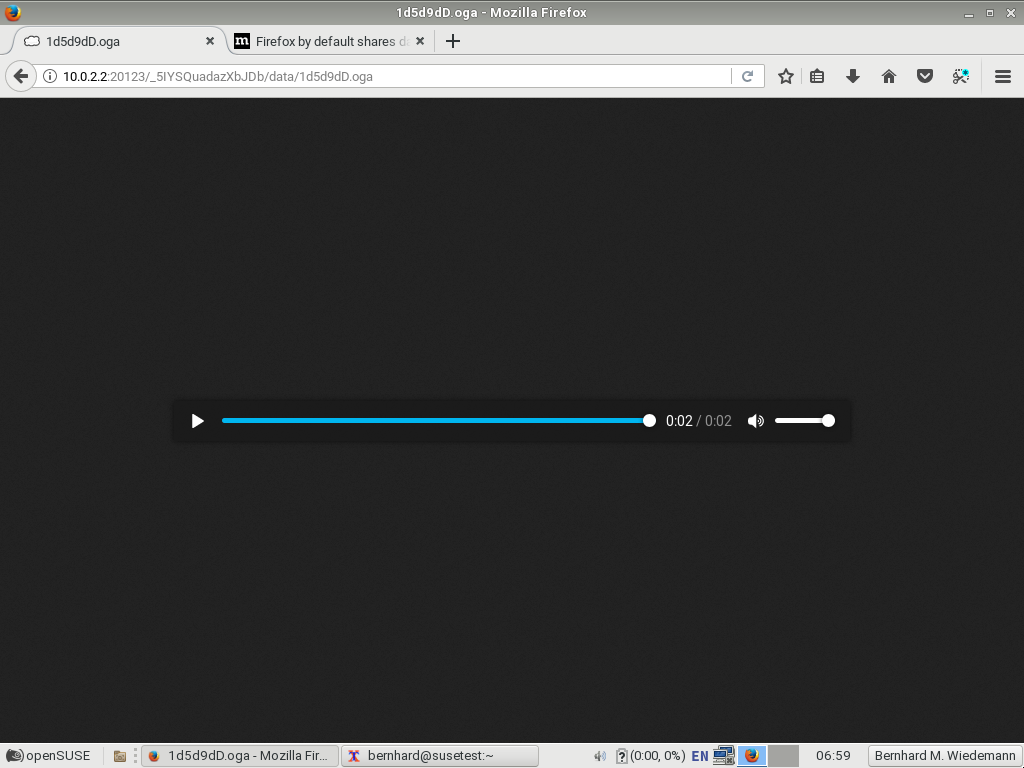 1d5d9dD.oga - Mozilla Firefox
1d5d9dD.oga
m Firefox by default shares d
10.0.2.2:20123/_5IYSQuadazXbJDb/data/1d5d9dD.oga
0:02 / 0:02
openSUSE 1d5d9dD.oga - Mozilla Fir... bernhard@susetest:~ (0:00, 0%) EN 06:59 Bernhard M. Wiedemann